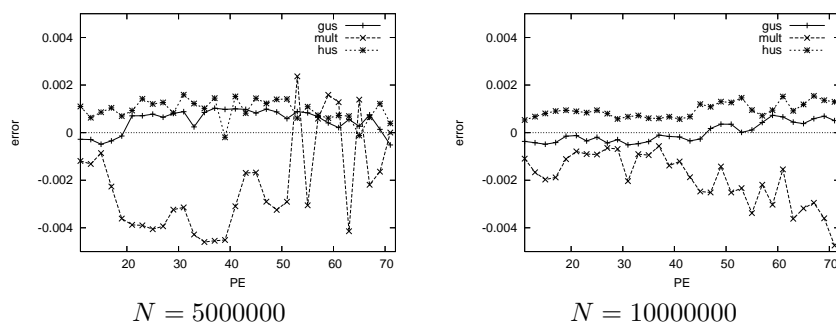 0.004
0.002
0
-0.002
-0.004
error
gus
mult
hus
20 30 40 50 60 70
PE
N = 5000000
0.004
0.002
0
-0.002
-0.004
error
gus
mult
hus
20 30 40 50 60 70
PE
N = 10000000